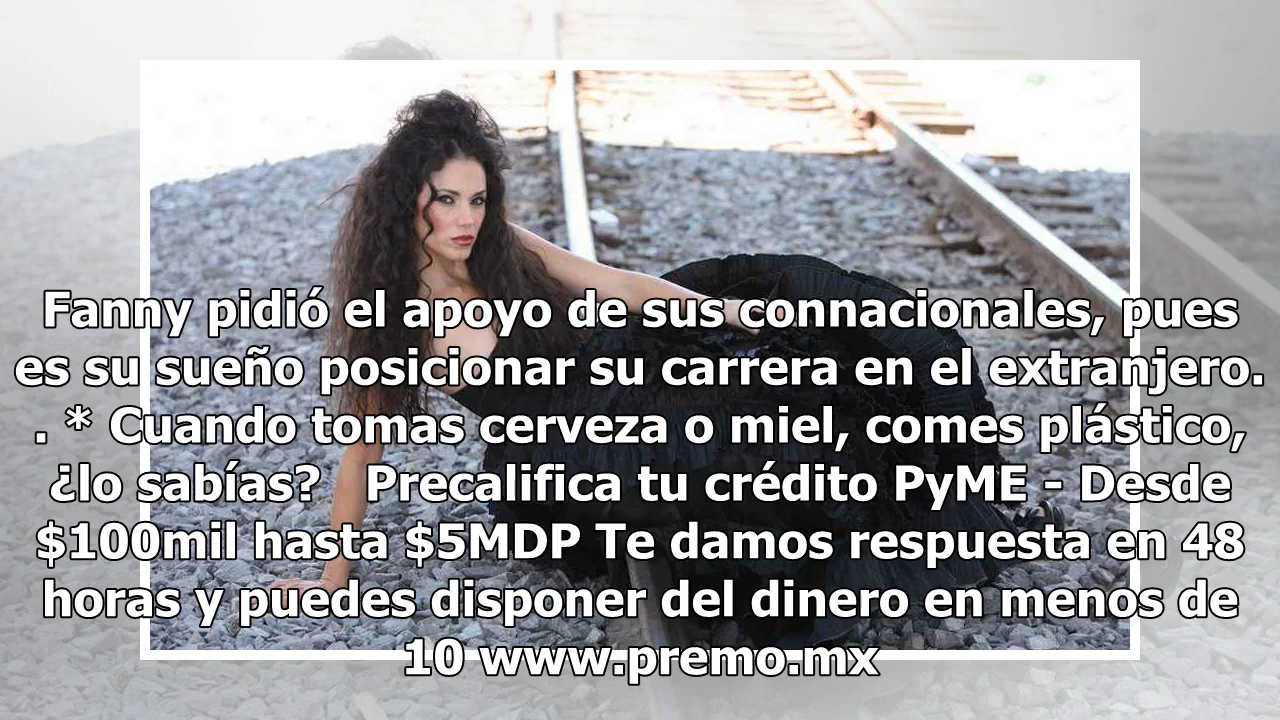 Fanny pidió el apoyo de sus connacionales, pues
es su sueño posicionar su carrera en el extranjero.
. * Cuando tomas cerveza o miel, comes plástico,
¿lo sabías?   Precalifica tu crédito PyME - Desde
$100mil hasta $5MDP Te damos respuesta en 48
horas y puedes disponer del dinero en menos de
10 www.premo.mx